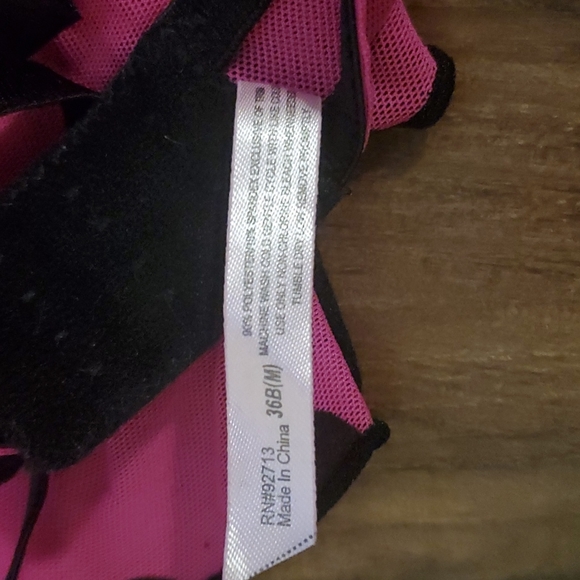 90% POLYESTER/10% SPANDEX EXCLUSIVE OF TRIM
MACHINE WASH COLD GENTLE CYCLE WITH LIKE COL
USE ONLY NON-CHLORINE BLEACH WHEN NEEDED
TUMBLE DRY LOW, REMOVE PROMPTLY
36B(M)
RN#92713
Made In China